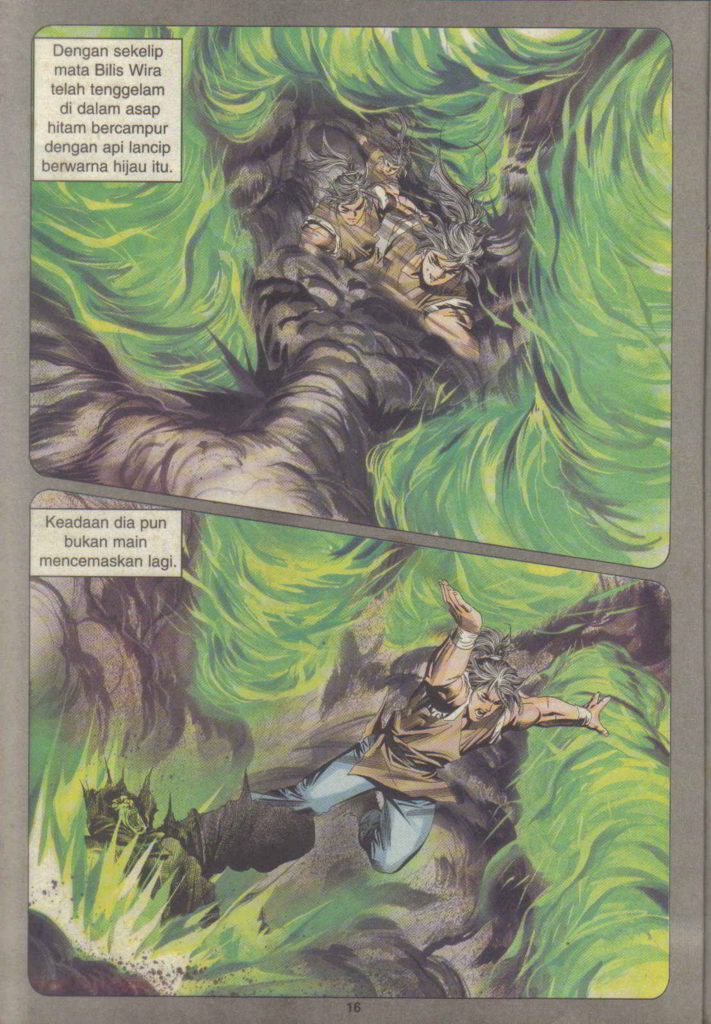 Dengan sekelip
mata Bilis Wira
telah tenggelam
di dalam asap
hitam bercampur
dengan api lancip
berwarna hijau itu.
Keadaan dia pun
bukan main
mencemaskan lagi.
16